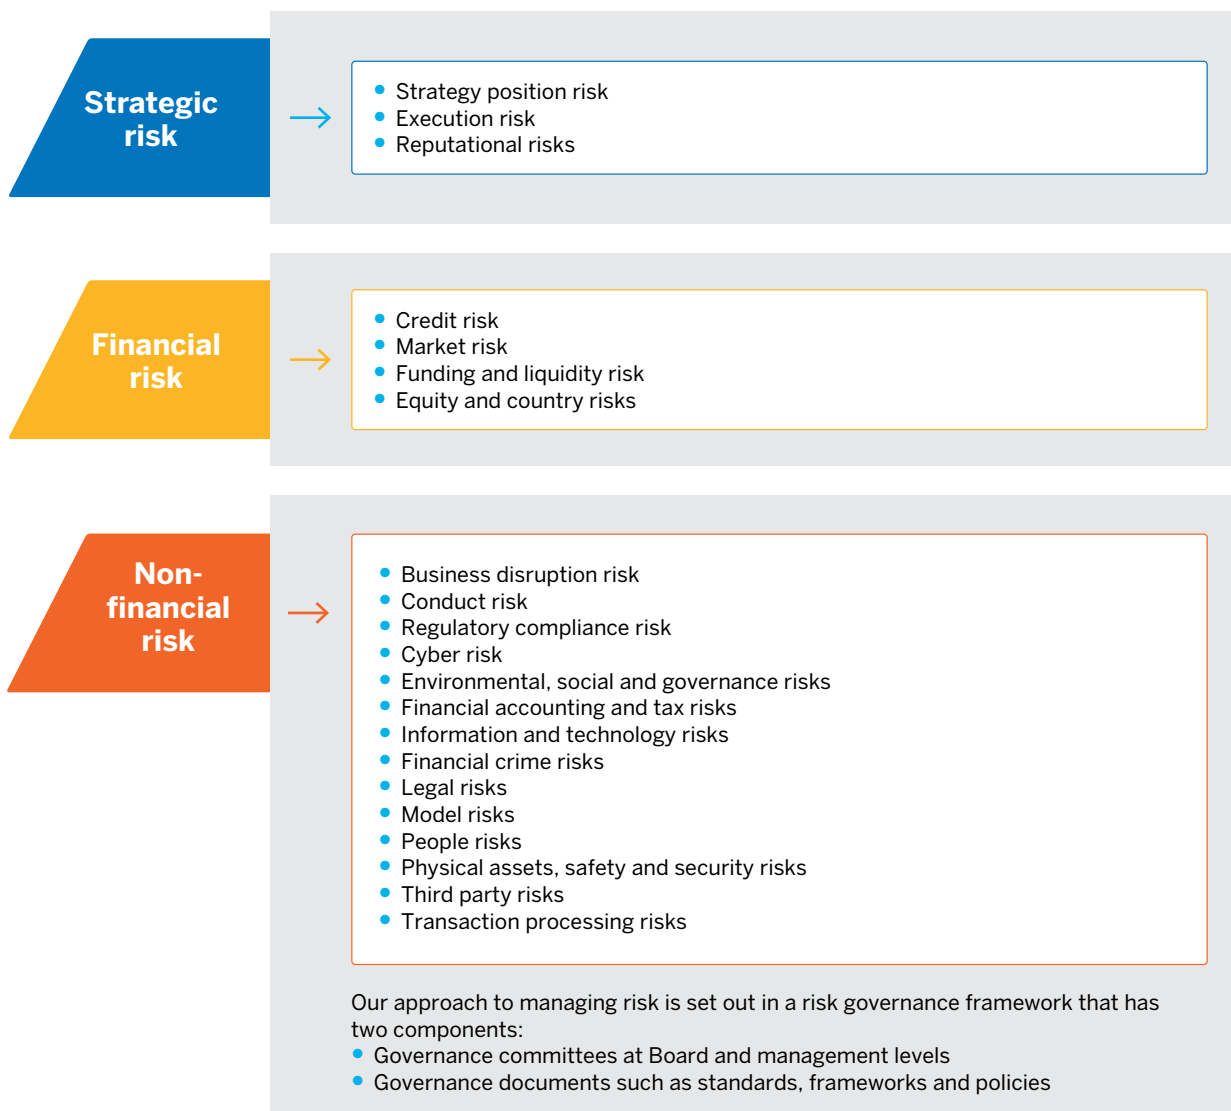 Strategic
risk
• Strategy position risk
• Execution risk
• Reputational risks
Financial
risk
• Credit risk
• Market risk
• Funding and liquidity risk
• Equity and country risks
Non-
financial
risk
• Business disruption risk
• Conduct risk
• Regulatory compliance risk
• Cyber risk
• Environmental, social and governance risks
• Financial accounting and tax risks
• Information and technology risks
• Financial crime risks
• Legal risks
• Model risks
• People risks
• Physical assets, safety and security risks
• Third party risks
• Transaction processing risks
Our approach to managing risk is set out in a risk governance framework that has
two components:
• Governance committees at Board and management levels
• Governance documents such as standards, frameworks and policies